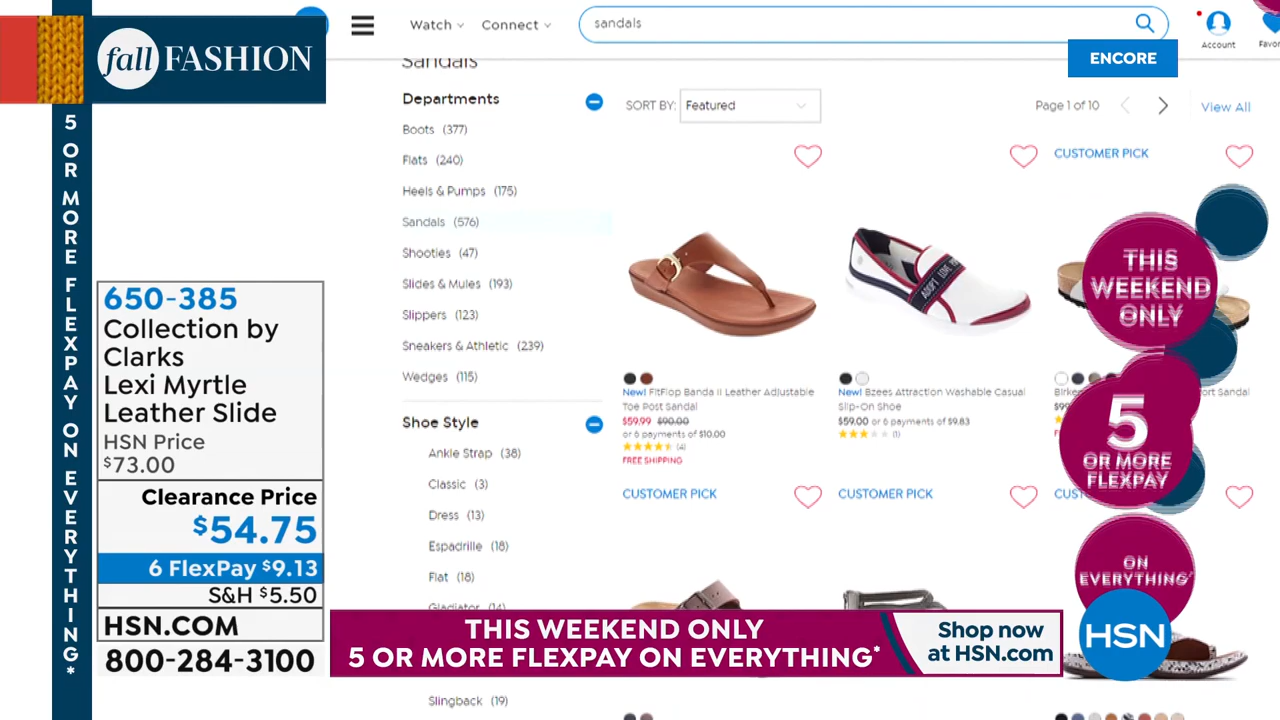 fall FASHION
5 OR MORE FLEXPAY ON EVERYTHING*
Watch
Connect
sandals
Account
ENCORE
Sandals
Departments
Boots (377)
Flats (240)
Heels & Pumps (175)
Sandals (576)
Shooties (47)
Slides & Mules (193)
Slippers (123)
Sneakers & Athletic (239)
Wedges (115)
Shoe Style
Ankle Strap (38)
Classic (3)
Dress (13)
Espadrille (18)
Flat (18)
Gladiator (14)
Slingback (19)
SORT BY: Featured
Page 1 of 10
View All
CUSTOMER PICK
ADOPT LOVE
New! FitFlop Banda II Leather Adjustable
Toe Post Sandal
$59.99 $90.00
or 6 payments of $10.00
(4)
FREE SHIPPING
New! Bzees Attraction Washable Casual
Slip-On Shoe
$59.00 or 6 payments of $9.83
(1)
CUSTOMER PICK
CUSTOMER PICK
THIS
WEEKEND
ONLY
5
OR MORE
FLEXPAY
ON
EVERYTHING*
650-385
Collection by
Clarks
Lexi Myrtle
Leather Slide
HSN Price
$73.00
Clearance Price
$54.75
6 FlexPay $9.13
S&H $5.50
HSN.COM
800-284-3100
THIS WEEKEND ONLY
5 OR MORE FLEXPAY ON EVERYTHING*
Shop now
at HSN.com
HSN